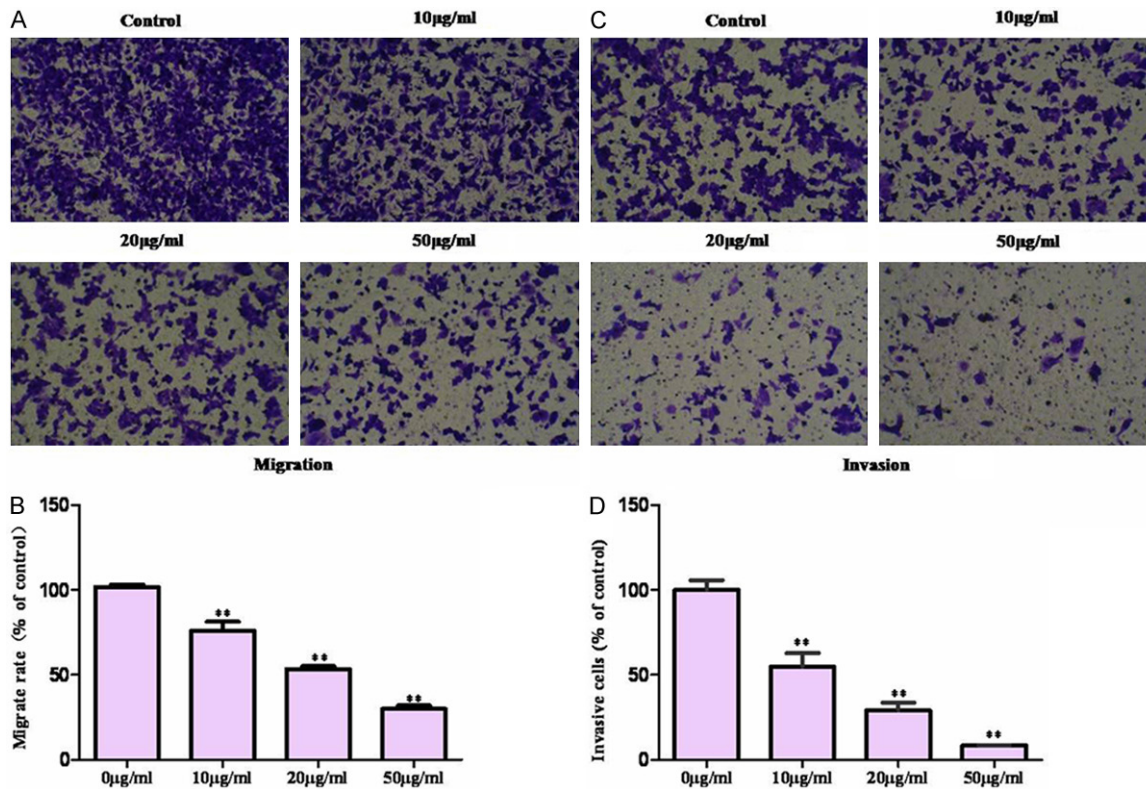 A
Control
10μg/ml
C
Control
10μg/ml
20μg/ml
50μg/ml
20μg/ml
50μg/ml
Migration
Invasion
B
Migrate rate (% of control)
150
100
50
0
**
**
**
0μg/ml
10μg/ml
20μg/ml
50μg/ml
D
Invasive cells (% of control)
150
100
50
0
**
**
**
0μg/ml
10μg/ml
20μg/ml
50μg/ml